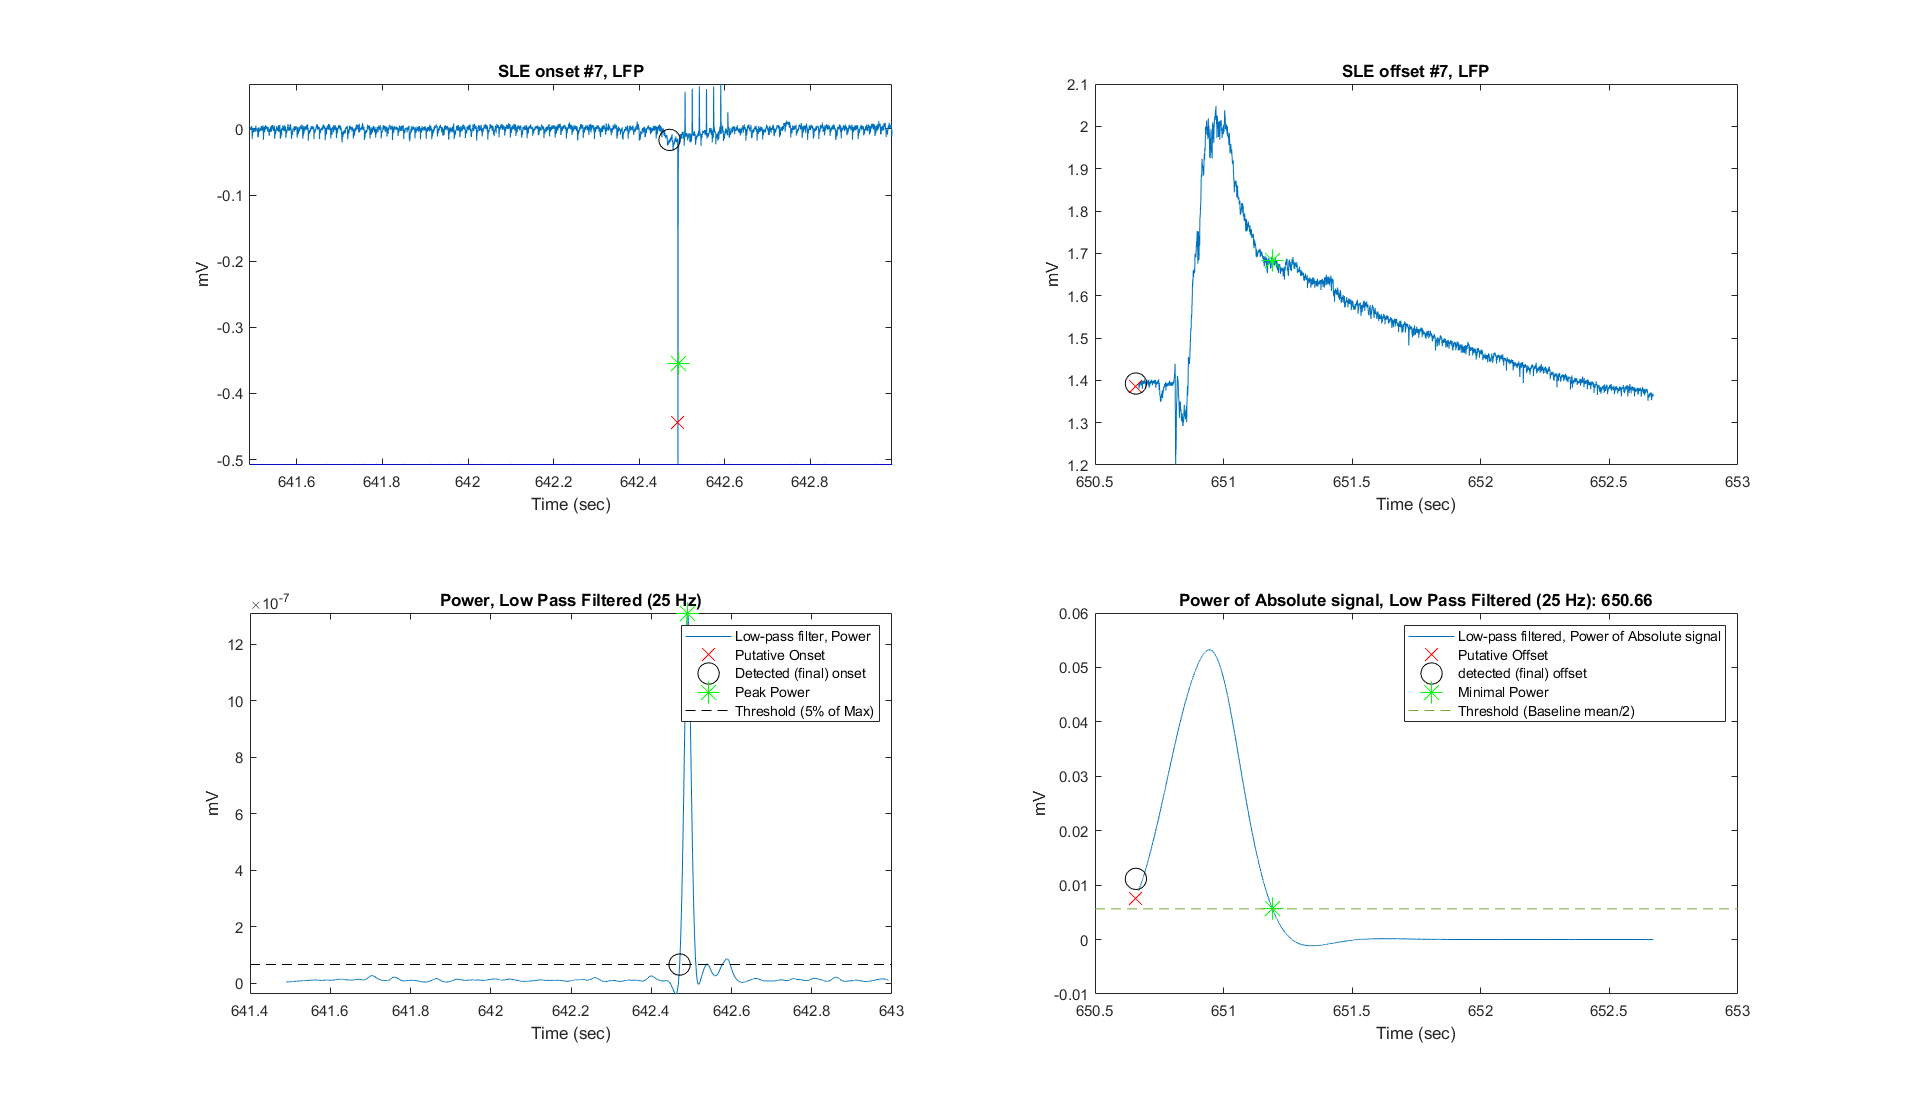 SLE onset #7, LFP
0
-0.1
-0.2
-0.3
-0.4
-0.5
mV
641.6
641.8
642
642.2
642.4
642.6
642.8
Time (sec)
SLE offset #7, LFP
2.1
2
1.9
1.8
1.7
1.6
1.5
1.4
1.3
1.2
mV
650.5
651
651.5
652
652.5
653
Time (sec)
Power, Low Pass Filtered (25 Hz)
×10-7
12
10
8
6
4
2
0
mV
Low-pass filter, Power
Putative Onset
Detected (final) onset
Peak Power
Threshold (5% of Max)
641.4
641.6
641.8
642
642.2
642.4
642.6
642.8
643
Time (sec)
Power of Absolute signal, Low Pass Filtered (25 Hz): 650.66
0.06
0.05
0.04
0.03
0.02
0.01
0
-0.01
mV
Low-pass filtered, Power of Absolute signal
Putative Offset
detected (final) offset
Minimal Power
Threshold (Baseline mean/2)
650.5
651
651.5
652
652.5
653
Time (sec)